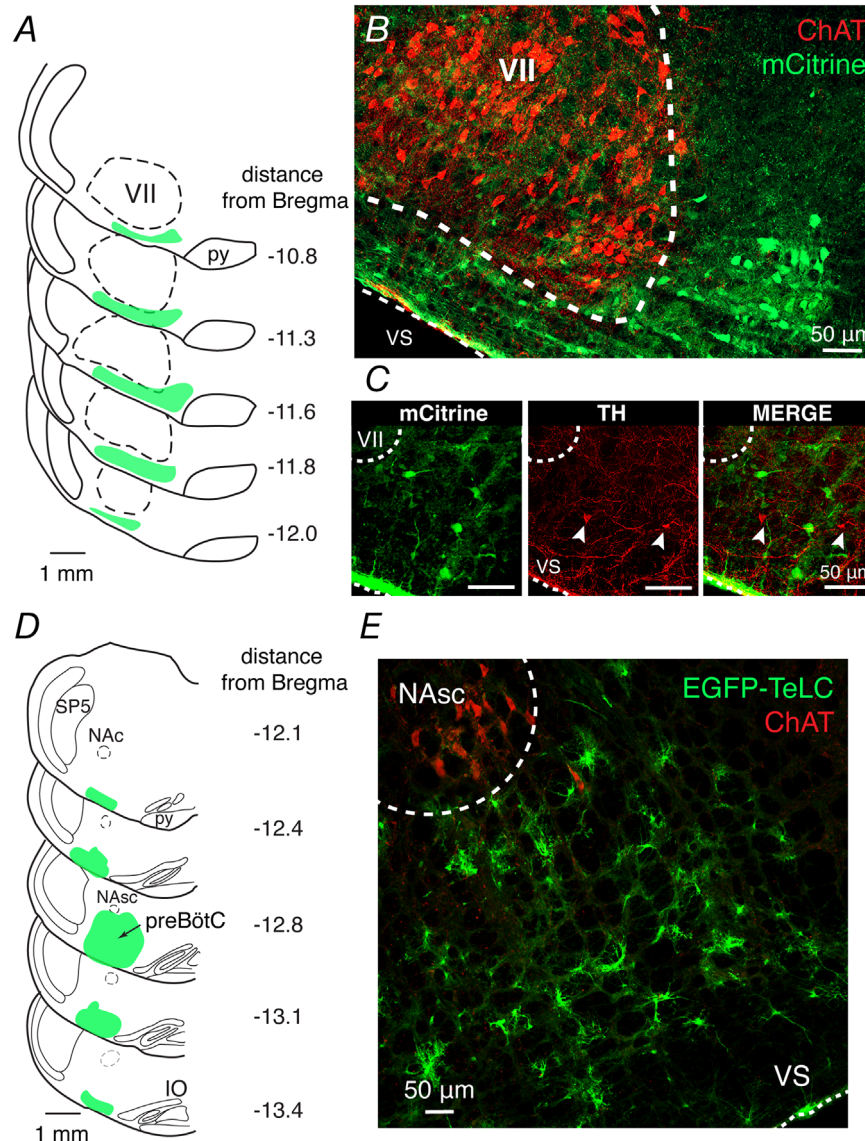 A
distance
from Bregma
VII
py
-10.8
-11.3
-11.6
-11.8
-12.0
1 mm
B
ChAT
mCitrine
VII
VS
50 µm
C
mCitrine
TH
MERGE
VII
VS
50 µm
D
distance
from Bregma
SP5
NAc
-12.1
py
-12.4
NAsc
preBötC
-12.8
-13.1
IO
-13.4
1 mm
E
NAsc
EGFP-TeLC
ChAT
VS
50 µm